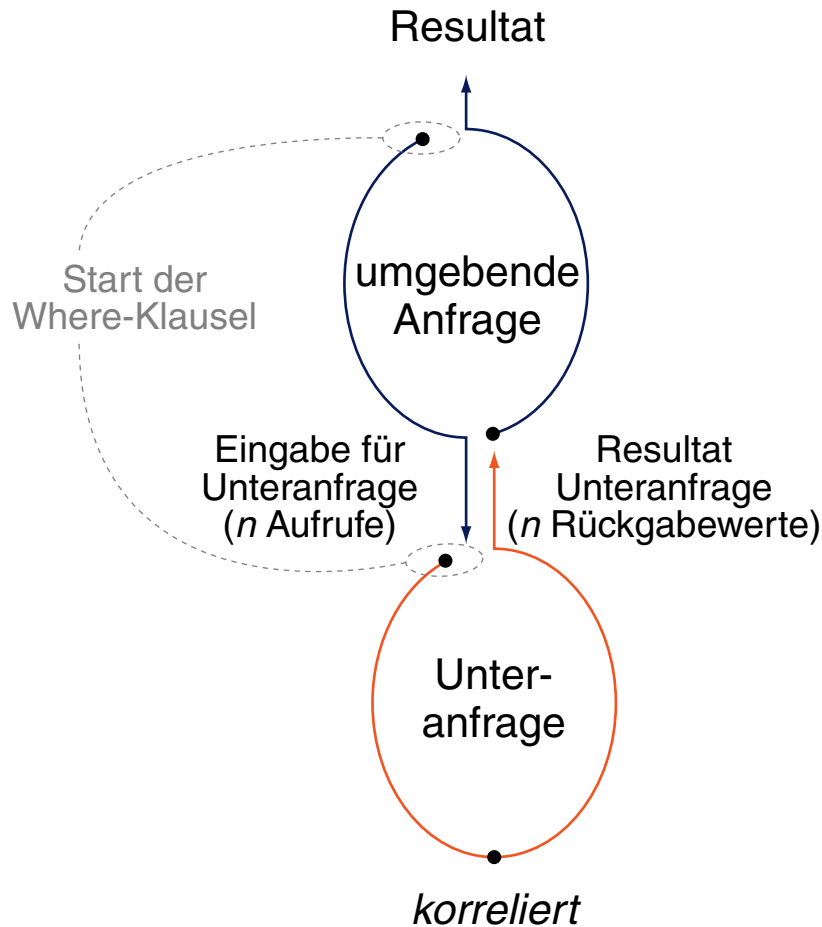 Resultat
umgebende
Anfrage
Start der
Where-Klausel
Eingabe für
Unteranfrage
(n Aufrufe)
Resultat
Unteranfrage
(n Rückgabewerte)
Unter-
anfrage
korreliert